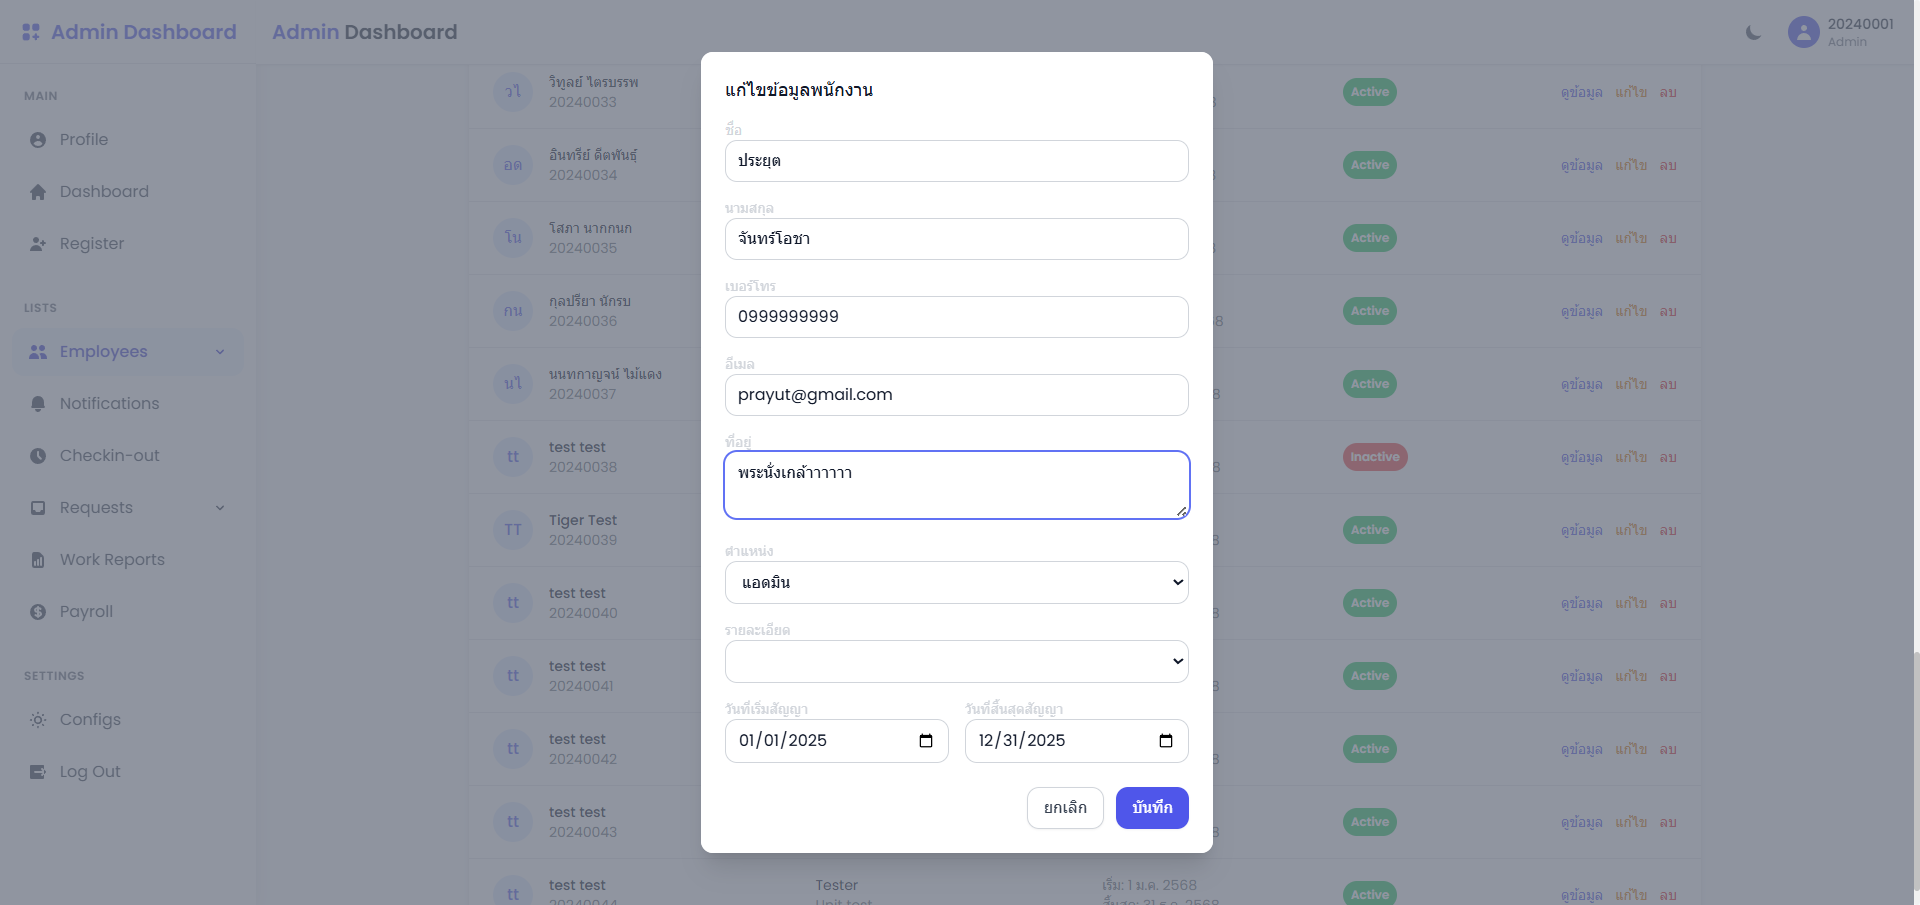 Admin Dashboard
Admin Dashboard
20240001
Admin
MAIN
Profile
Dashboard
Register
LISTS
Employees
Notifications
Checkin-out
Requests
Work Reports
Payroll
SETTINGS
Configs
Log Out
วิทูลย์ ไตรบรรพ
20240033
วไ
Active
ดูข้อมูล แก้ไข ลบ
อินทรีย์ ดีตพันธุ์
20240034
อด
Active
ดูข้อมูล แก้ไข ลบ
โสภา นากกนก
20240035
โน
Active
ดูข้อมูล แก้ไข ลบ
กุลปรียา นักรบ
20240036
กน
Active
ดูข้อมูล แก้ไข ลบ
นนทกาญจน์ ไม้แดง
20240037
นไ
Active
ดูข้อมูล แก้ไข ลบ
test test
20240038
tt
Inactive
ดูข้อมูล แก้ไข ลบ
Tiger Test
20240039
TT
Active
ดูข้อมูล แก้ไข ลบ
test test
20240040
tt
Active
ดูข้อมูล แก้ไข ลบ
test test
20240041
tt
Active
ดูข้อมูล แก้ไข ลบ
test test
20240042
tt
Active
ดูข้อมูล แก้ไข ลบ
test test
20240043
tt
Active
ดูข้อมูล แก้ไข ลบ
test test
20240044
tt
Tester
Unit test
เริ่ม: 1 ม.ค. 2568
สิ้นสุด: 31 ธ.ค. 2568
Active
ดูข้อมูล แก้ไข ลบ
แก้ไขข้อมูลพนักงาน
ชื่อ
ประยุต
นามสกุล
จันทร์โอชา
เบอร์โทร
0999999999
อีเมล
prayut@gmail.com
ที่อยู่
พระนั่งเกล้าาาาาา
ตำแหน่ง
แอดมิน
รายละเอียด
วันที่เริ่มสัญญา
01/01/2025
วันที่สิ้นสุดสัญญา
12/31/2025
ยกเลิก
บันทึก